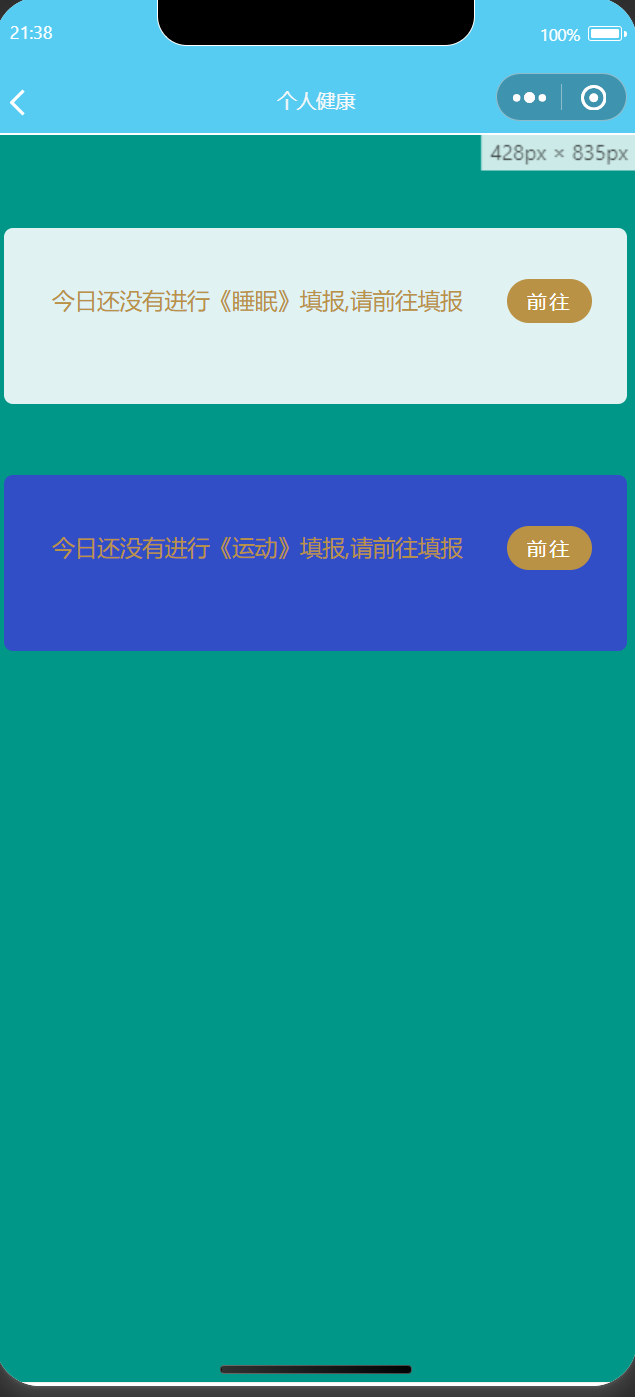 21:38
100%
个人健康
428px × 835px
今日还没有进行《睡眠》填报,请前往填报
前往
今日还没有进行《运动》填报,请前往填报
前往